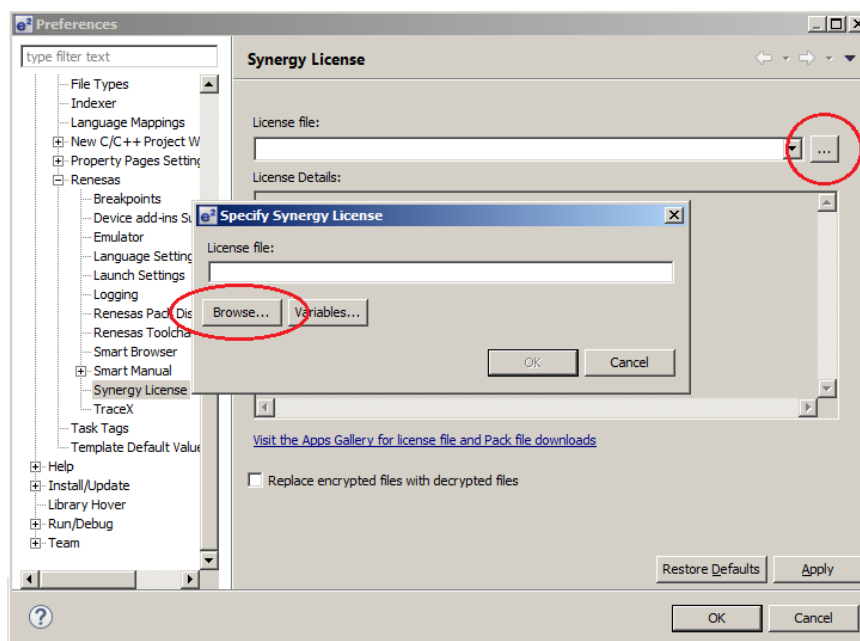 e² Preferences
type filter text
Synergy License
File Types
Indexer
Language Mappings
New C/C++ Project W
Property Pages Setting
Renesas
Breakpoints
Device add-ins Su
Emulator
Language Setting
Launch Settings
Logging
Renesas Pack Dis
Renesas Toolcha
Smart Browser
Smart Manual
Synergy License
TraceX
Task Tags
Template Default Value
Help
Install/Update
Library Hover
Run/Debug
Team
License file:
...
License Details:
e² Specify Synergy License
License file:
Browse... Variables...
OK Cancel
Visit the Apps Gallery for license file and Pack file downloads
Replace encrypted files with decrypted files
Restore Defaults Apply
? OK Cancel